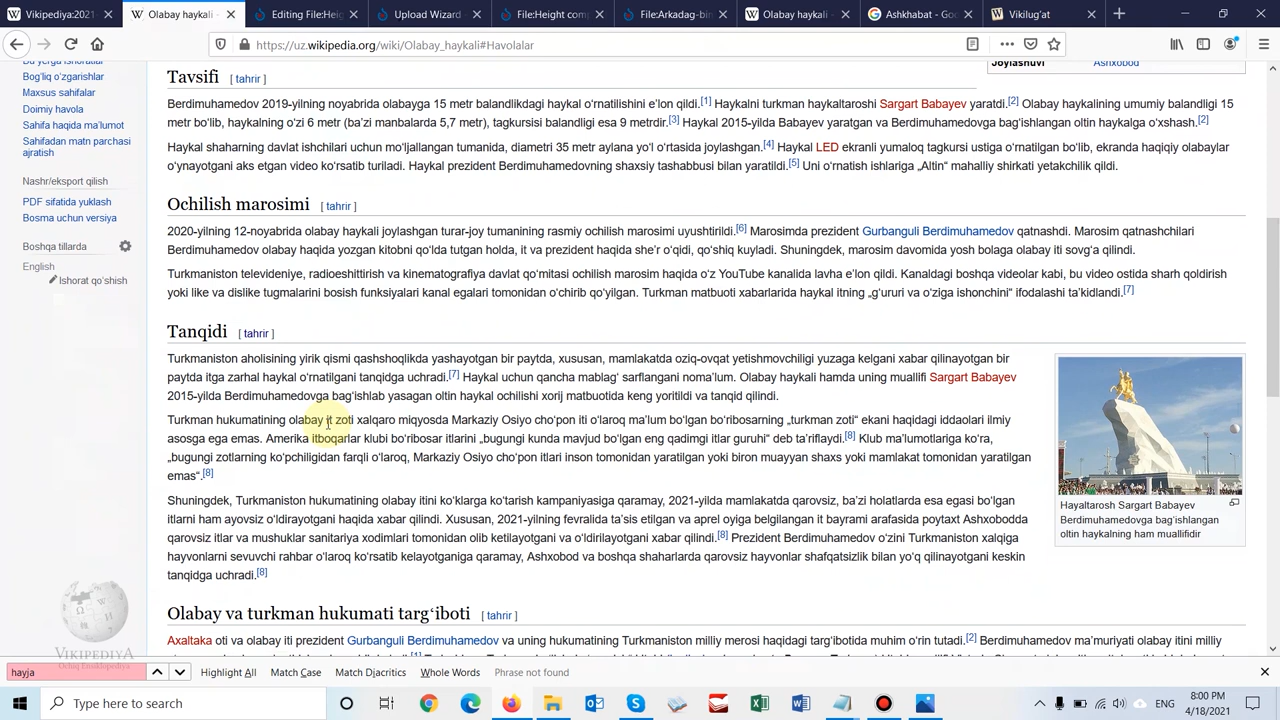 Vikipediya:2021
Olabay haykali -
Editing File:Heig
Upload Wizard
File:Height comp
File:Arkadag-bron
Olabay haykali -
Ashkhabat - Goo
Vikilug'at
https://uz.wikipedia.org/wiki/Olabay_haykali#Havolalar
Bu yerga ishoratlar
Bogʻliq oʻzgarishlar
Maxsus sahifalar
Doimiy havola
Sahifa haqida maʼlumot
Sahifadan matn parchasi
ajratish
Nashr/eksport qilish
PDF sifatida yuklash
Bosma uchun versiya
Boshqa tillarda
English
Ishorat qoʻshish
VIKIPEDIYA
Ochiq Ensiklopediya
Joylashuvi Ashxobod
Tavsifi [ tahrir ]
Berdimuhamedov 2019-yilning noyabrida olabayga 15 metr balandlikdagi haykal oʻrnatilishini eʼlon qildi.[1] Haykalni turkman haykaltaroshi Sargart Babayev yaratdi.[2] Olabay haykalining umumiy balandligi 15
metr boʻlib, haykalning oʻzi 6 metr (baʼzi manbalarda 5,7 metr), tagkursisi balandligi esa 9 metrdir.[3] Haykal 2015-yilda Babayev yaratgan va Berdimuhamedovga bagʻishlangan oltin haykalga oʻxshash.[2]
Haykal shaharning davlat ishchilari uchun moʻljallangan tumanida, diametri 35 metr aylana yoʻl oʻrtasida joylashgan.[4] Haykal LED ekranli yumaloq tagkursi ustiga oʻrnatilgan boʻlib, ekranda haqiqiy olabaylar
oʻynayotgani aks etgan video koʻrsatib turiladi. Haykal prezident Berdimuhamedovning shaxsiy tashabbusi bilan yaratildi.[5] Uni oʻrnatish ishlariga „Altin“ mahalliy shirkati yetakchilik qildi.
Ochilish marosimi [ tahrir ]
2020-yilning 12-noyabrida olabay haykali joylashgan turar-joy tumanining rasmiy ochilish marosimi uyushtirildi.[6] Marosimda prezident Gurbanguli Berdimuhamedov qatnashdi. Marosim qatnashchilari
Berdimuhamedov olabay haqida yozgan kitobni qoʻlda tutgan holda, it va prezident haqida sheʼr oʻqidi, qoʻshiq kuyladi. Shuningdek, marosim davomida yosh bolaga olabay iti sovgʻa qilindi.
Turkmaniston televideniye, radioeshittirish va kinematografiya davlat qoʻmitasi ochilish marosim haqida oʻz YouTube kanalida lavha eʼlon qildi. Kanaldagi boshqa videolar kabi, bu video ostida sharh qoldirish
yoki like va dislike tugmalarini bosish funksiyalari kanal egalari tomonidan oʻchirib qoʻyilgan. Turkman matbuoti xabarlarida haykal itning „gʻururi va oʻziga ishonchini“ ifodalashi taʼkidlandi.[7]
Tanqidi [ tahrir ]
Turkmaniston aholisining yirik qismi qashshoqlikda yashayotgan bir paytda, xususan, mamlakatda oziq-ovqat yetishmovchiligi yuzaga kelgani xabar qilinayotgan bir
paytda itga zarhal haykal oʻrnatilgani tanqidga uchradi.[7] Haykal uchun qancha mablagʻ sarflangani nomaʼlum. Olabay haykali hamda uning muallifi Sargart Babayev
2015-yilda Berdimuhamedovga bagʻishlab yasagan oltin haykal ochilishi xorij matbuotida keng yoritildi va tanqid qilindi.
Turkman hukumatining olabay it zoti xalqaro miqyosda Markaziy Osiyo choʻpon iti oʻlaroq maʼlum boʻlgan boʻribosarning „turkman zoti“ ekani haqidagi iddaolari ilmiy
asosga ega emas. Amerika itboqarlar klubi boʻribosar itlarini „bugungi kunda mavjud boʻlgan eng qadimgi itlar guruhi“ deb taʼriflaydi.[8] Klub maʼlumotlariga koʻra,
„bugungi zotlarning koʻpchiligidan farqli oʻlaroq, Markaziy Osiyo choʻpon itlari inson tomonidan yaratilgan yoki biron muayyan shaxs yoki mamlakat tomonidan yaratilgan
emas“.[8]
Shuningdek, Turkmaniston hukumatining olabay itini koʻklarga koʻtarish kampaniyasiga qaramay, 2021-yilda mamlakatda qarovsiz, baʼzi holatlarda esa egasi boʻlgan
itlarni ham ayovsiz oʻldirayotgani haqida xabar qilindi. Xususan, 2021-yilning fevralida taʼsis etilgan va aprel oyiga belgilangan it bayrami arafasida poytaxt Ashxobodda
qarovsiz itlar va mushuklar sanitariya xodimlari tomonidan olib ketilayotgani va oʻldirilayotgani xabar qilindi.[8] Prezident Berdimuhamedov oʻzini Turkmaniston xalqiga
hayvonlarni sevuvchi rahbar oʻlaroq koʻrsatib kelayotganiga qaramay, Ashxobod va boshqa shaharlarda qarovsiz hayvonlar shafqatsizlik bilan yoʻq qilinayotgani keskin
tanqidga uchradi.[8]
Hayaltarosh Sargart Babayev
Berdimuhamedovga bagʻishlangan
oltin haykalning ham muallifidir
Olabay va turkman hukumati targʻiboti [ tahrir ]
Axaltaka oti va olabay iti prezident Gurbanguli Berdimuhamedov va uning hukumatining Turkmaniston milliy merosi haqidagi targʻibotida muhim oʻrin tutadi.[2] Berdimuhamedov maʼmuriyati olabay itini milliy
hayja
Highlight All Match Case Match Diacritics Whole Words Phrase not found
Type here to search
ENG
8:00 PM
4/18/2021